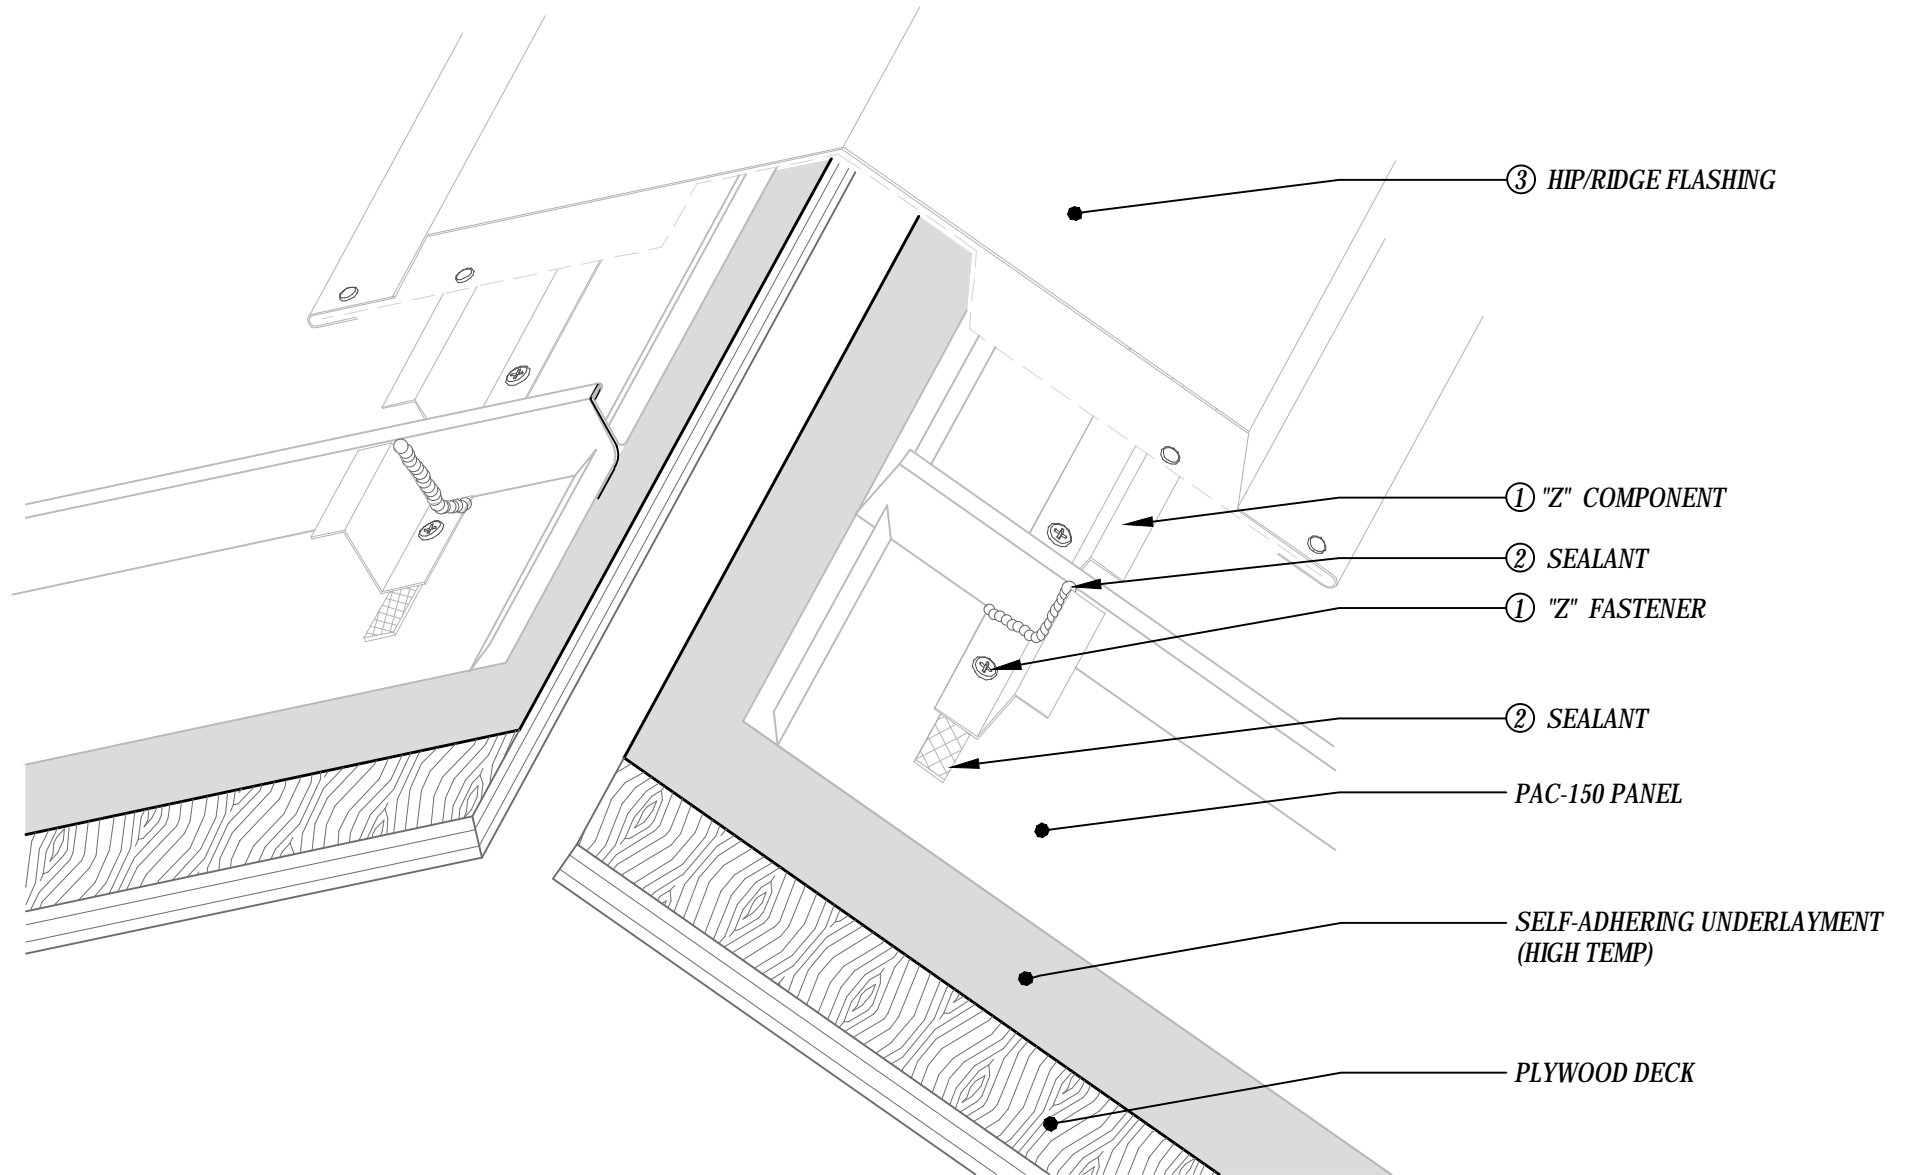 ③ HIP/RIDGE FLASHING
① "Z" COMPONENT
② SEALANT
① "Z" FASTENER
② SEALANT
PAC-150 PANEL
SELF-ADHERING UNDERLAYMENT
(HIGH TEMP)
PLYWOOD DECK